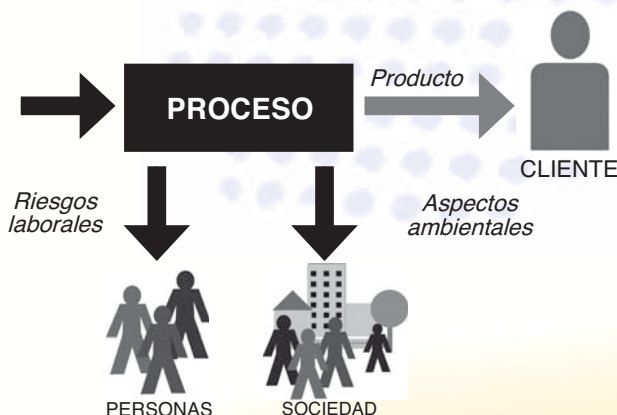 Producto
PROCESO
CLIENTE
Riesgos
laborales
Aspectos
ambientales
PERSONAS
SOCIEDAD